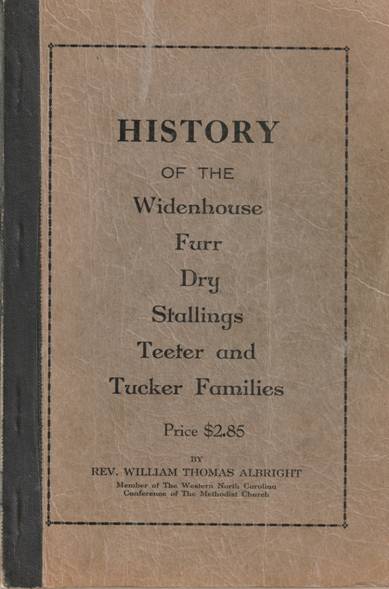 HISTORY
OF THE
Widenhouse
Furr
Dry
Stallings
Teeter and
Tucker Families
Price $2.85
BY
REV. WILLIAM THOMAS ALBRIGHT
Member of The Western North Carolina
Conference of The Methodist Church